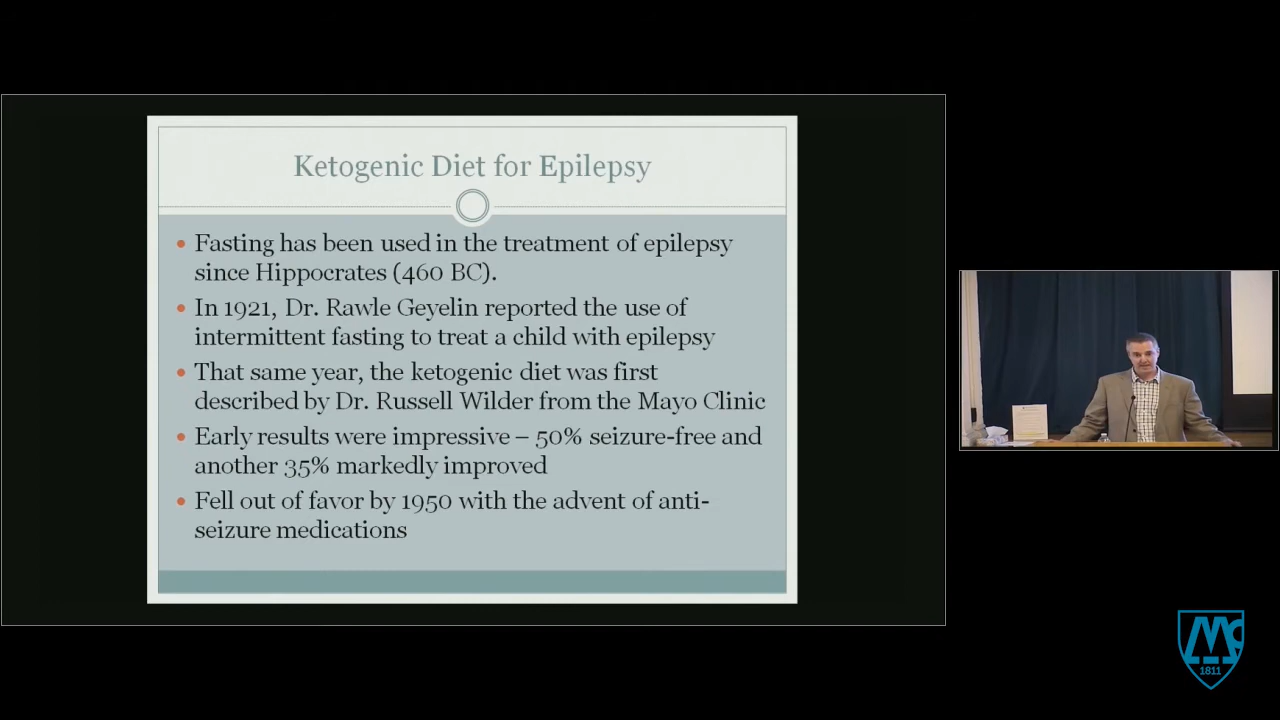 Ketogenic Diet for Epilepsy
• Fasting has been used in the treatment of epilepsy
since Hippocrates (460 BC).
• In 1921, Dr. Rawle Geyelin reported the use of
intermittent fasting to treat a child with epilepsy
• That same year, the ketogenic diet was first
described by Dr. Russell Wilder from the Mayo Clinic
• Early results were impressive – 50% seizure-free and
another 35% markedly improved
• Fell out of favor by 1950 with the advent of anti-
seizure medications
1811